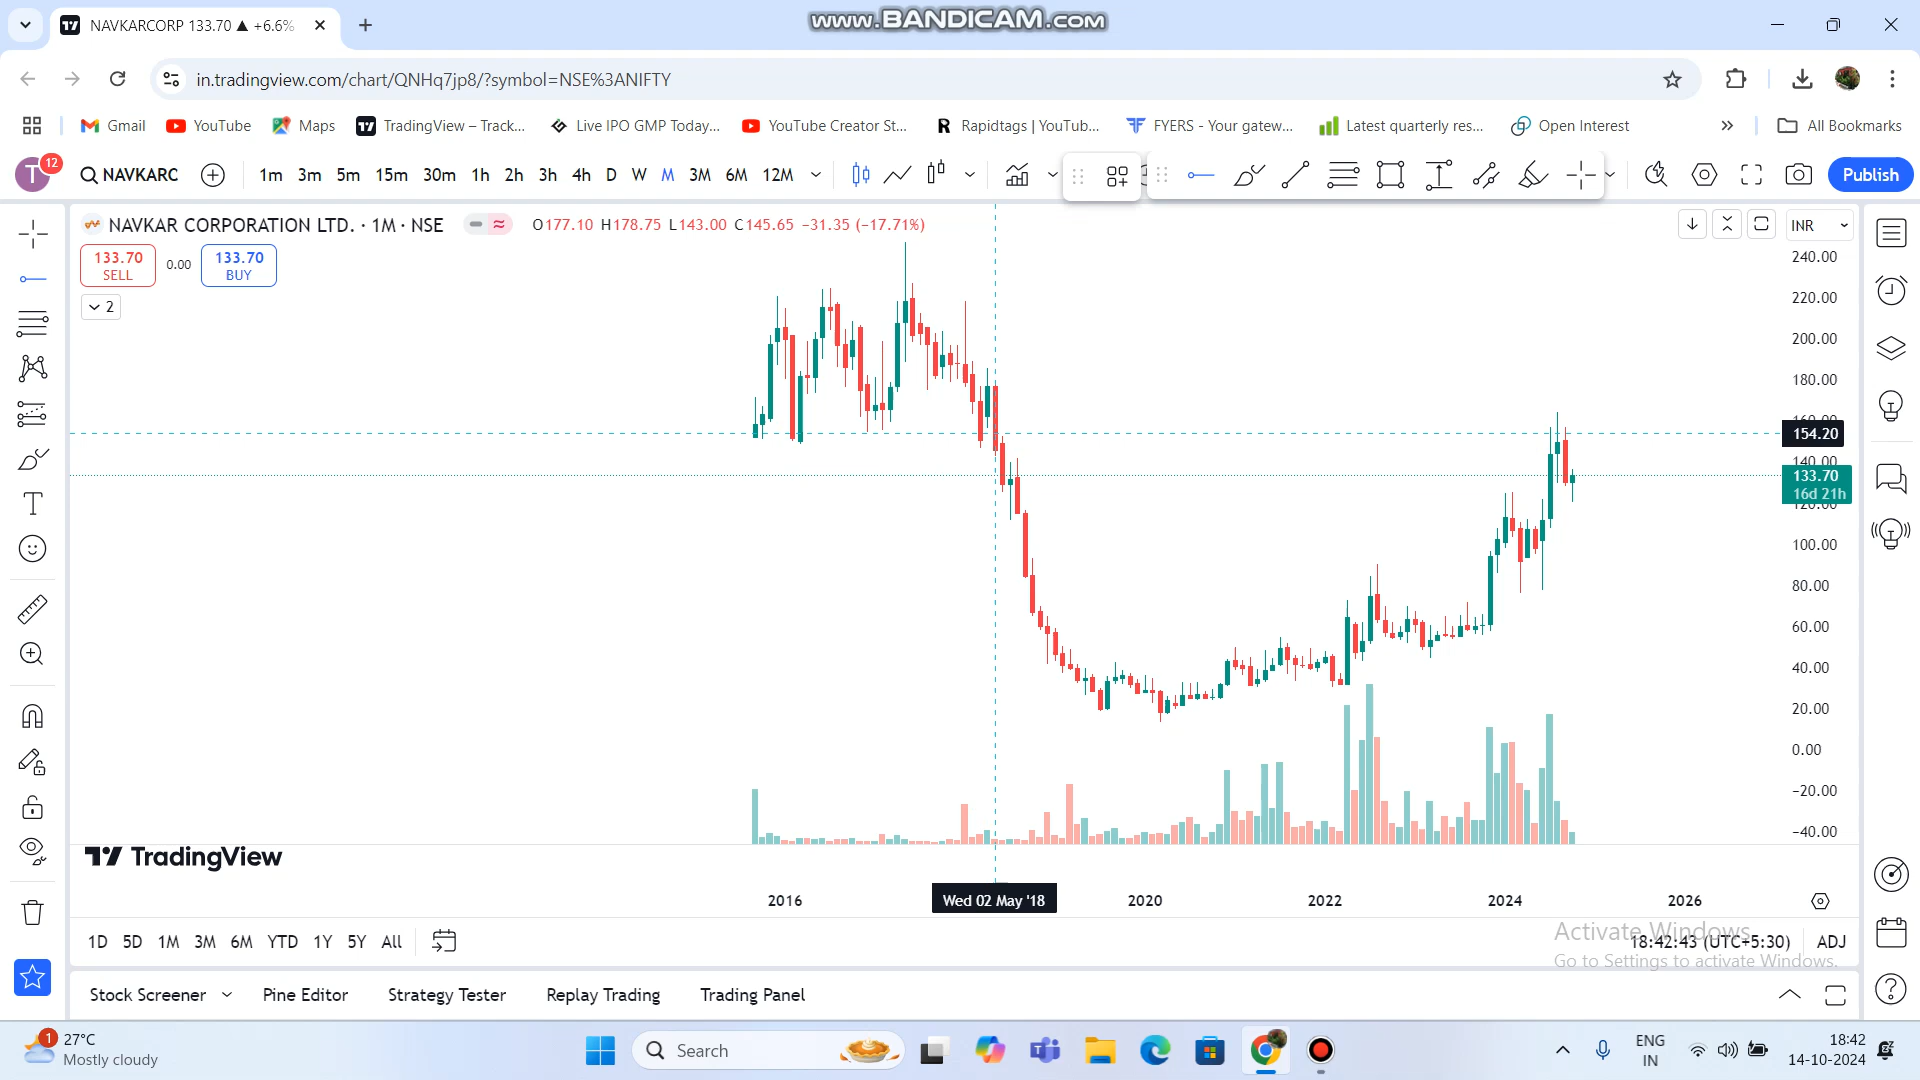 NAVKARCORP 133.70 ▲ +6.6%
www.BANDICAM.com
in.tradingview.com/chart/QNHq7jp8/?symbol=NSE%3ANIFTY
Gmail YouTube Maps TradingView – Track... Live IPO GMP Today... YouTube Creator St... Rapidtags | YouTub... FYERS - Your gatew... Latest quarterly res... Open Interest » All Bookmarks
T 12 NAVKARC 1m 3m 5m 15m 30m 1h 2h 3h 4h D W M 3M 6M 12M Publish
NAVKAR CORPORATION LTD. · 1M · NSE O177.10 H178.75 L143.00 C145.65 −31.35 (−17.71%) INR
133.70 SELL 0.00 133.70 BUY
2
240.00
220.00
200.00
180.00
160.00
154.20
140.00
133.70
16d 21h
120.00
100.00
80.00
60.00
40.00
20.00
0.00
−20.00
−40.00
TradingView
2016 Wed 02 May '18 2020 2022 2024 2026
1D 5D 1M 3M 6M YTD 1Y 5Y All 18:42:43 (UTC+5:30) ADJ
Activate Windows
Go to Settings to activate Windows.
Stock Screener Pine Editor Strategy Tester Replay Trading Trading Panel
1 27°C
Mostly cloudy
Search
ENG
IN
18:42
14-10-2024